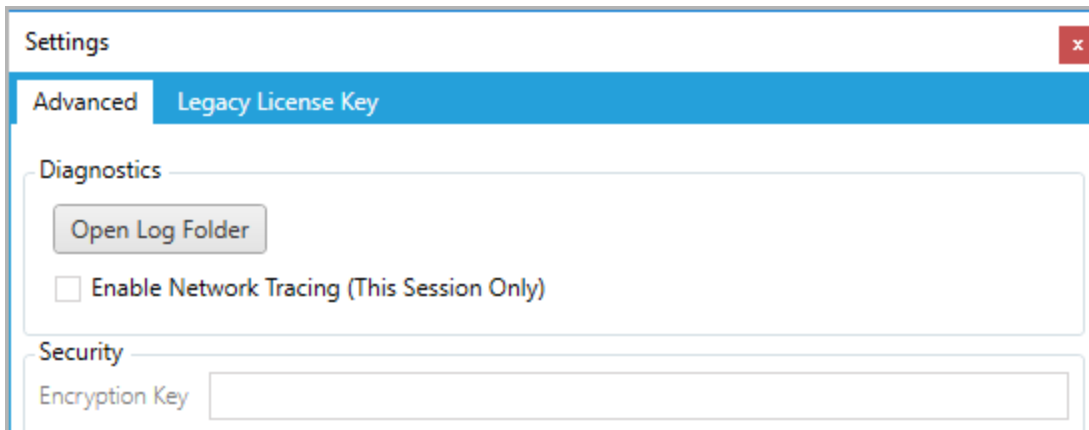 Settings
x
Advanced Legacy License Key
Diagnostics
Open Log Folder
Enable Network Tracing (This Session Only)
Security
Encryption Key